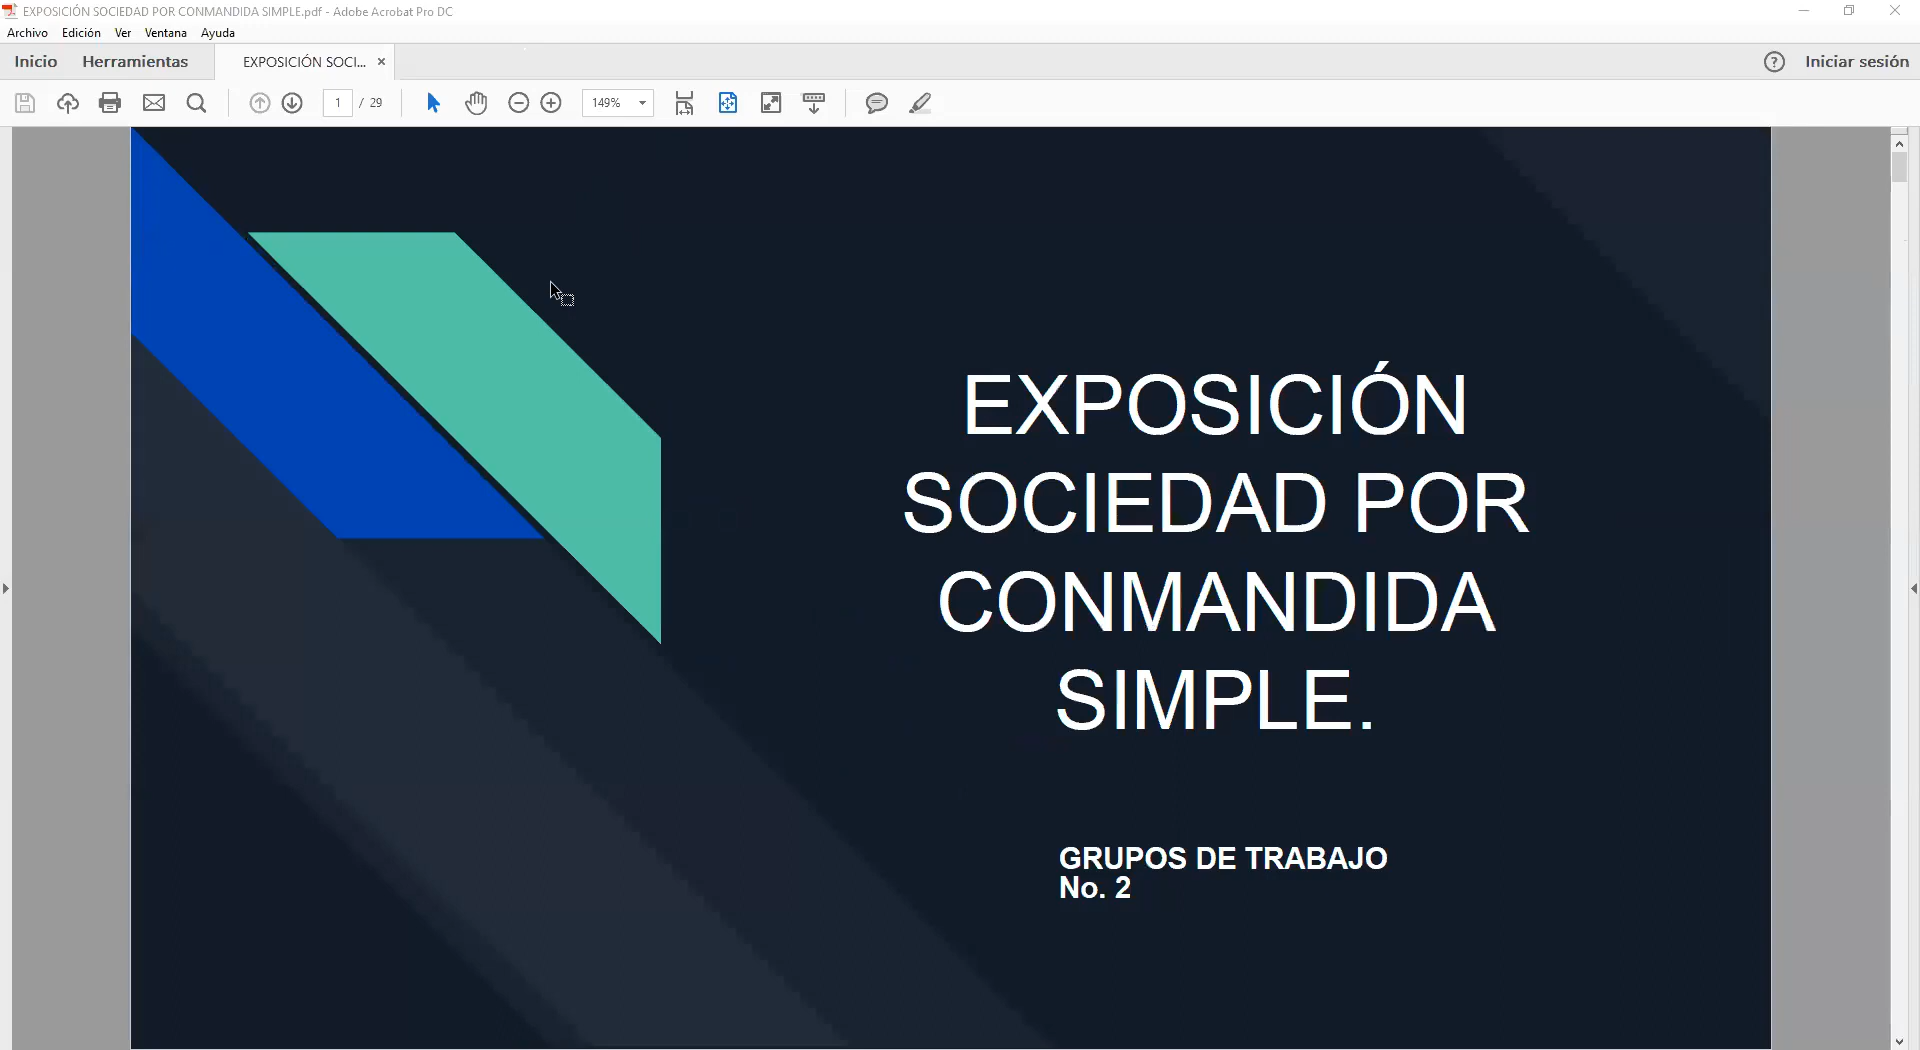 EXPOSICIÓN SOCIEDAD POR CONMANDIDA SIMPLE.pdf - Adobe Acrobat Pro DC
Archivo Edición Ver Ventana Ayuda
Inicio Herramientas EXPOSICIÓN SOCI... × ? Iniciar sesión
1 / 29 149%
EXPOSICIÓN
SOCIEDAD POR
CONMANDIDA
SIMPLE.
GRUPOS DE TRABAJO
No. 2